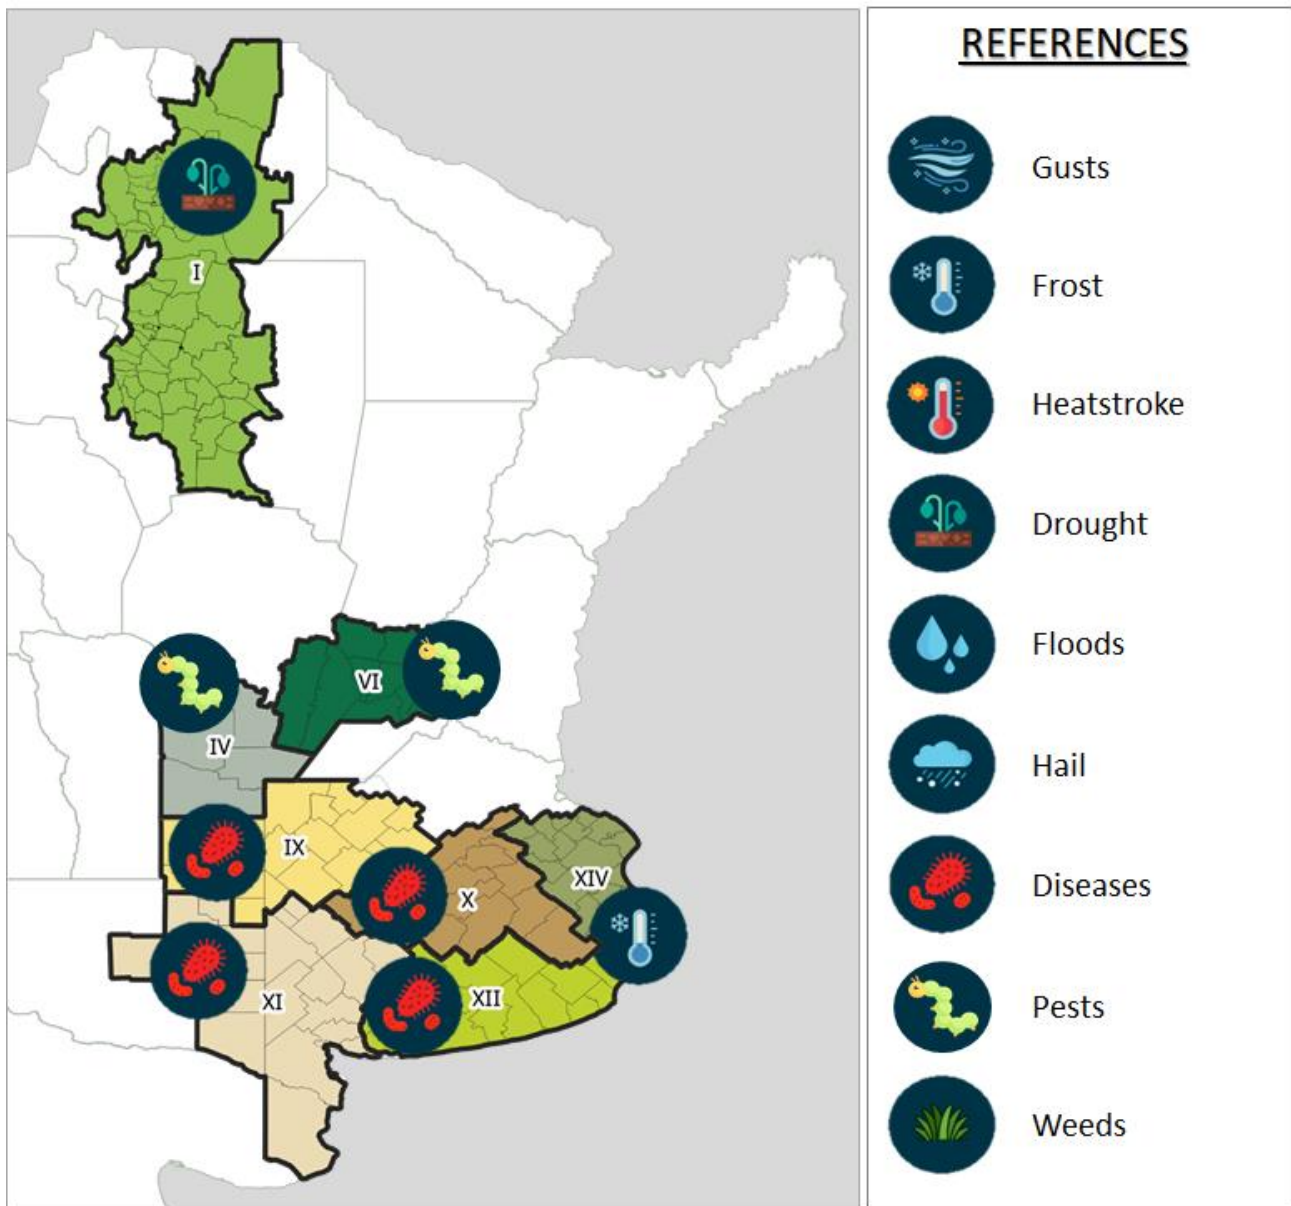 REFERENCES
Gusts
Frost
Heatstroke
Drought
Floods
Hail
Diseases
Pests
Weeds
I
VI
IV
IX
X
XIV
XI
XII